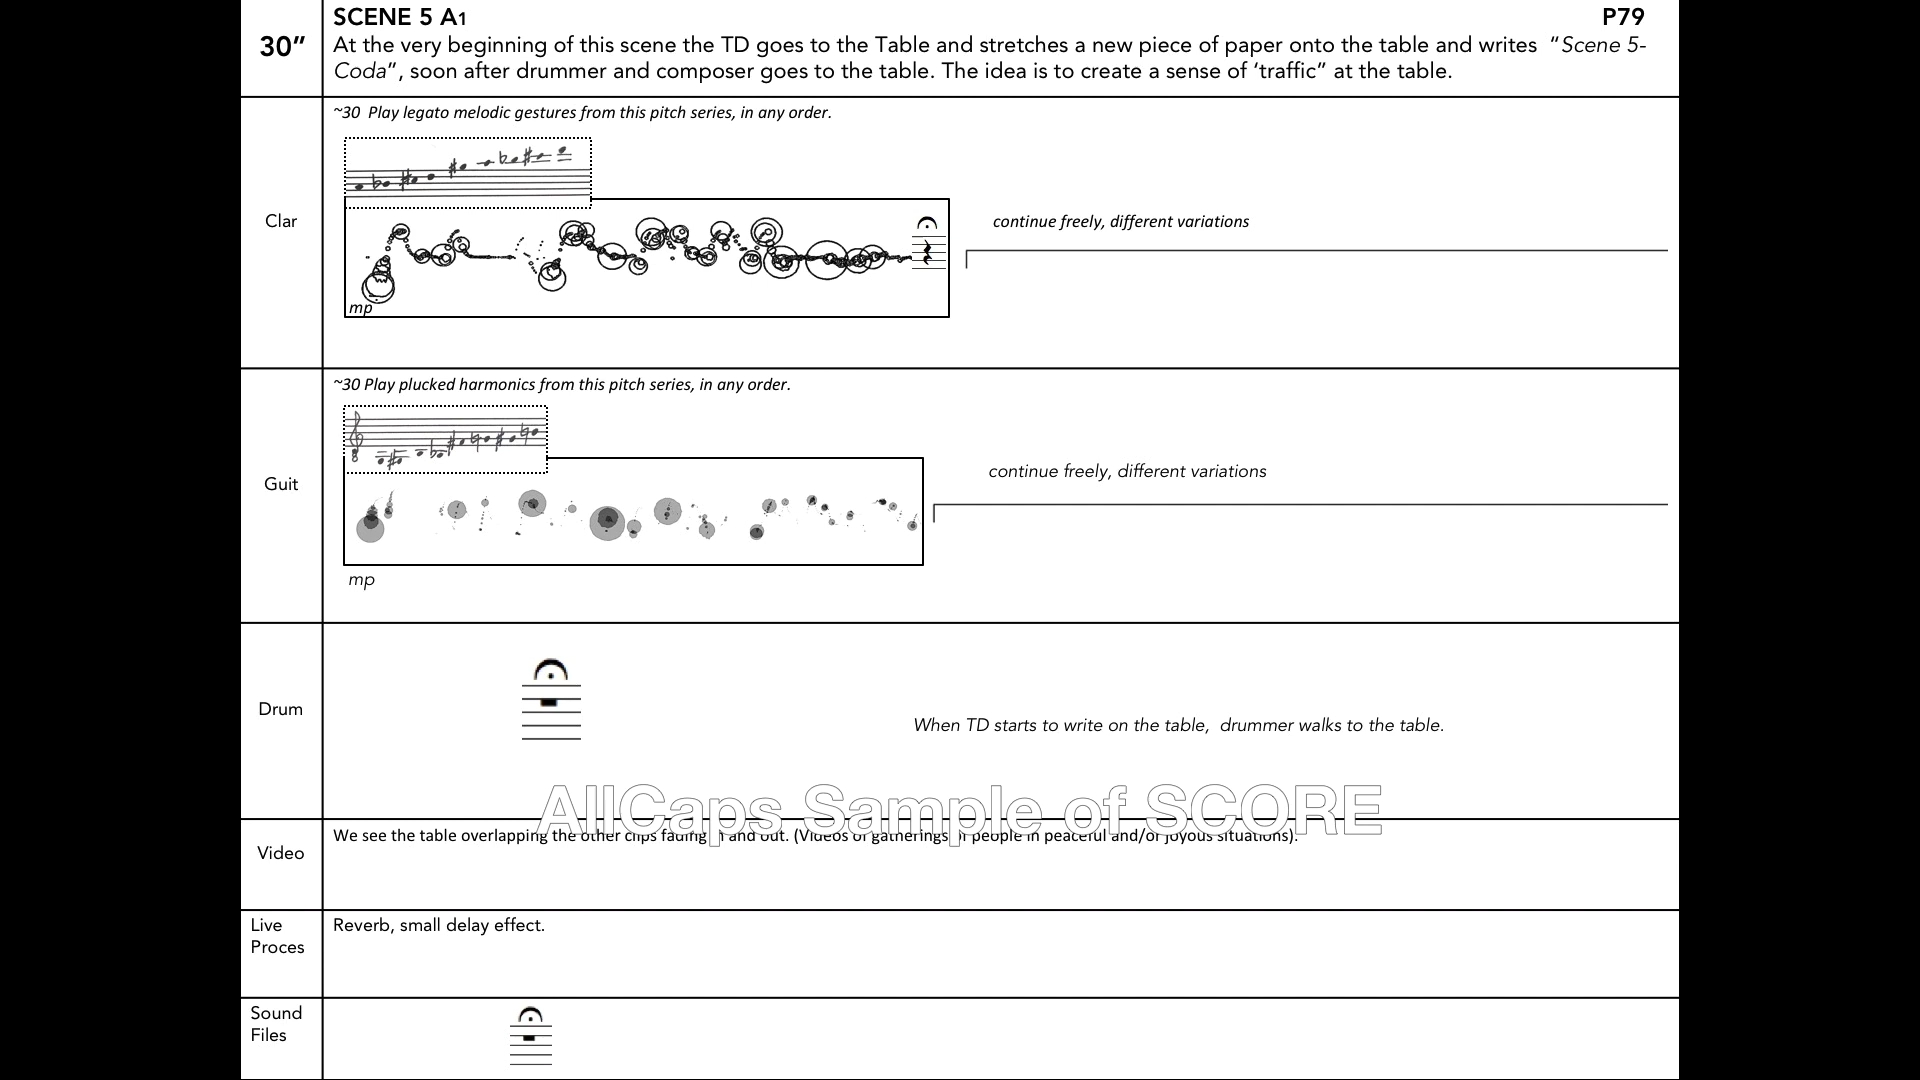 SCENE 5 A1 P79
30”
At the very beginning of this scene the TD goes to the Table and stretches a new piece of paper onto the table and writes “Scene 5-
Coda”, soon after drummer and composer goes to the table. The idea is to create a sense of ‘traffic” at the table.
~30 Play legato melodic gestures from this pitch series, in any order.
Clar
continue freely, different variations
mp
~30 Play plucked harmonics from this pitch series, in any order.
8
continue freely, different variations
Guit
mp
Drum
When TD starts to write on the table, drummer walks to the table.
AllCaps Sample of SCORE
We see the table overlapping the other clips fading in and out. (Videos of gatherings of people in peaceful and/or joyous situations).
Video
Live
Proces
Reverb, small delay effect.
Sound
Files